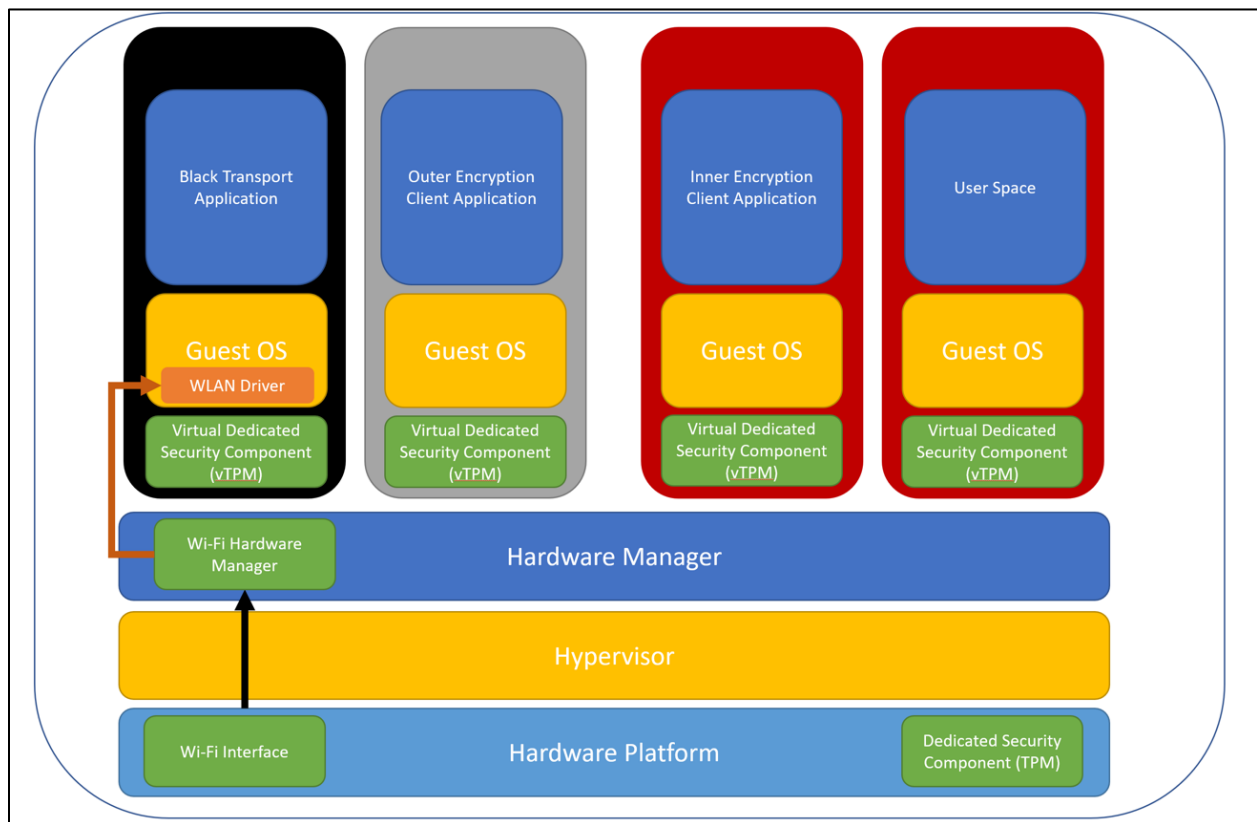 Black Transport
Application
Outer Encryption
Client Application
Inner Encryption
Client Application
User Space
Guest OS
WLAN Driver
Guest OS
Guest OS
Guest OS
Virtual Dedicated
Security Component
(vTPM)
Virtual Dedicated
Security Component
(vTPM)
Virtual Dedicated
Security Component
(vTPM)
Virtual Dedicated
Security Component
(vTPM)
Wi-Fi Hardware
Manager
Hardware Manager
Hypervisor
Wi-Fi Interface
Hardware Platform
Dedicated Security
Component (TPM)